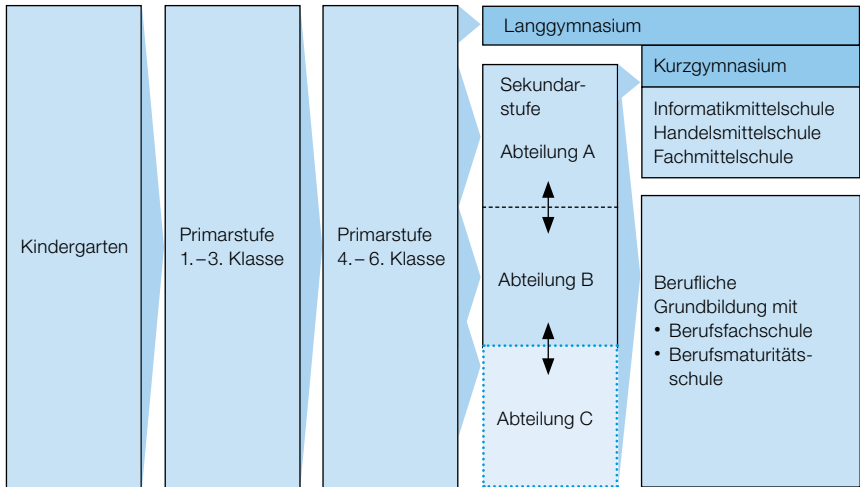 Kindergarten
Primarstufe
1.–3. Klasse
Primarstufe
4.–6. Klasse
Langgymnasium
Sekundar-
stufe
Abteilung A
Abteilung B
Abteilung C
Kurzgymnasium
Informatikmittelschule
Handelsmittelschule
Fachmittelschule
Berufliche
Grundbildung mit
• Berufsfachschule
• Berufsmaturitäts-
schule